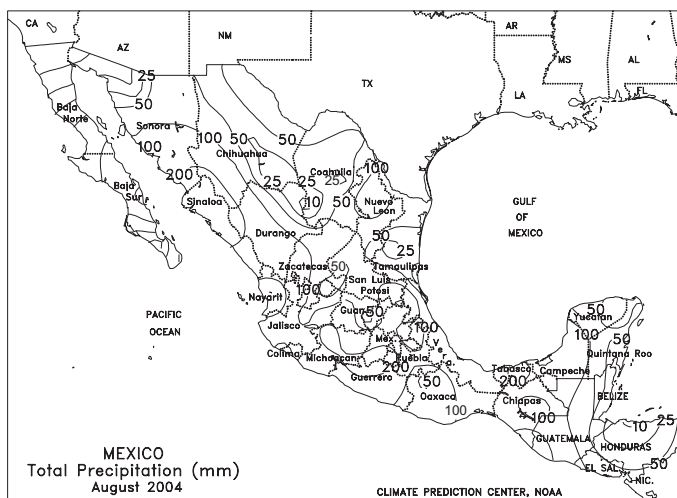 CA
AZ
NM
AR
MS
AL
TX
LA
FL
25
50
Baja
Norte
Sonora
100
100
50
50
Chihuahua
200
Baja
Sur
Sinaloa
25
25
Coahuila
25
100
10
50
Nuevo
Leon
GULF
OF
MEXICO
Durango
50
25
Zacatecas
50
Tamaulipas
San Luis
Potosi
100
Nayarit
PACIFIC
OCEAN
Jalisco
Guan
50
100
Ver a.
Mex.
Colima
Michoacan
Puebla
200
Guerrero
50
Oaxaca
100
50
Yucatan
100
50
Quintana Roo
Tabasco
Campeche
200
Chiapas
100
BELIZE
GUATEMALA
10
25
HONDURAS
EL SAL.
50
NIC.
MEXICO
Total Precipitation (mm)
August 2004
CLIMATE PREDICTION CENTER, NOAA